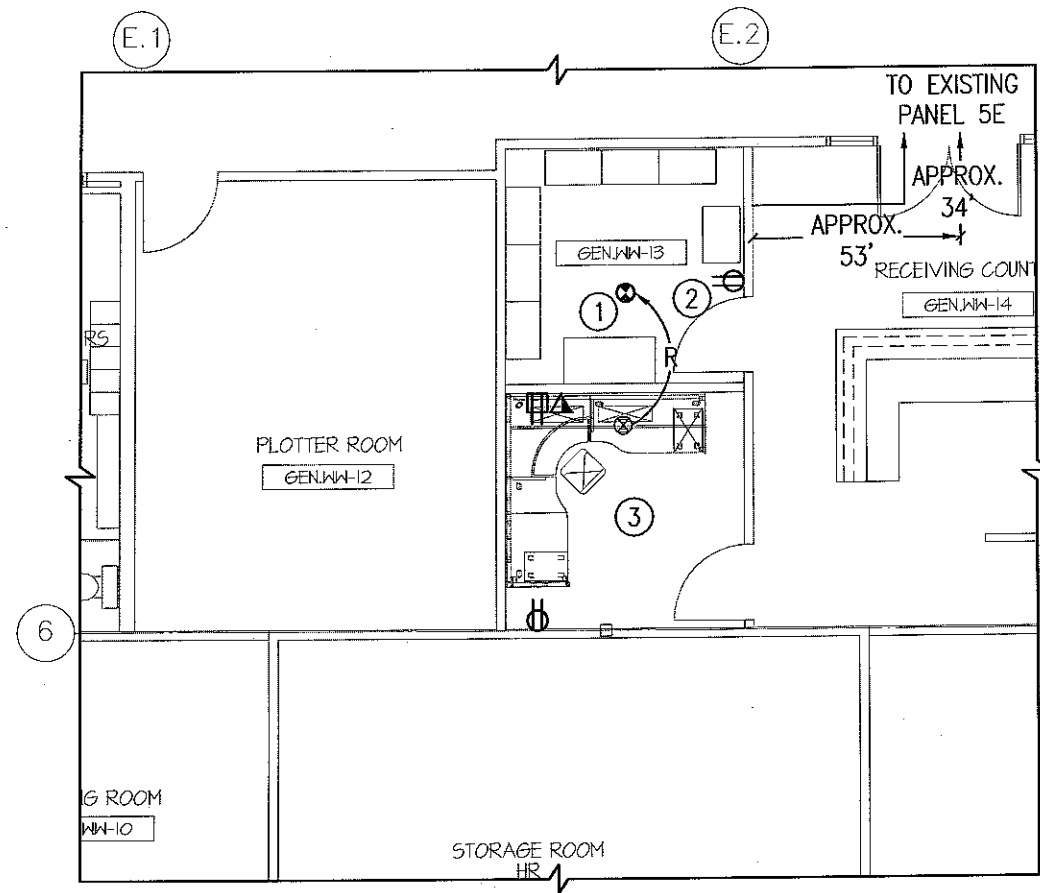 E.1
E.2
TO EXISTING
PANEL 5E
APPROX.
34'
APPROX.
53'
GEN.WW-13
RECEIVING COUNT
GEN.WW-14
1
2
R
RS
PLOTTER ROOM
GEN.WW-12
3
6
IG ROOM
WW-10
STORAGE ROOM
HR